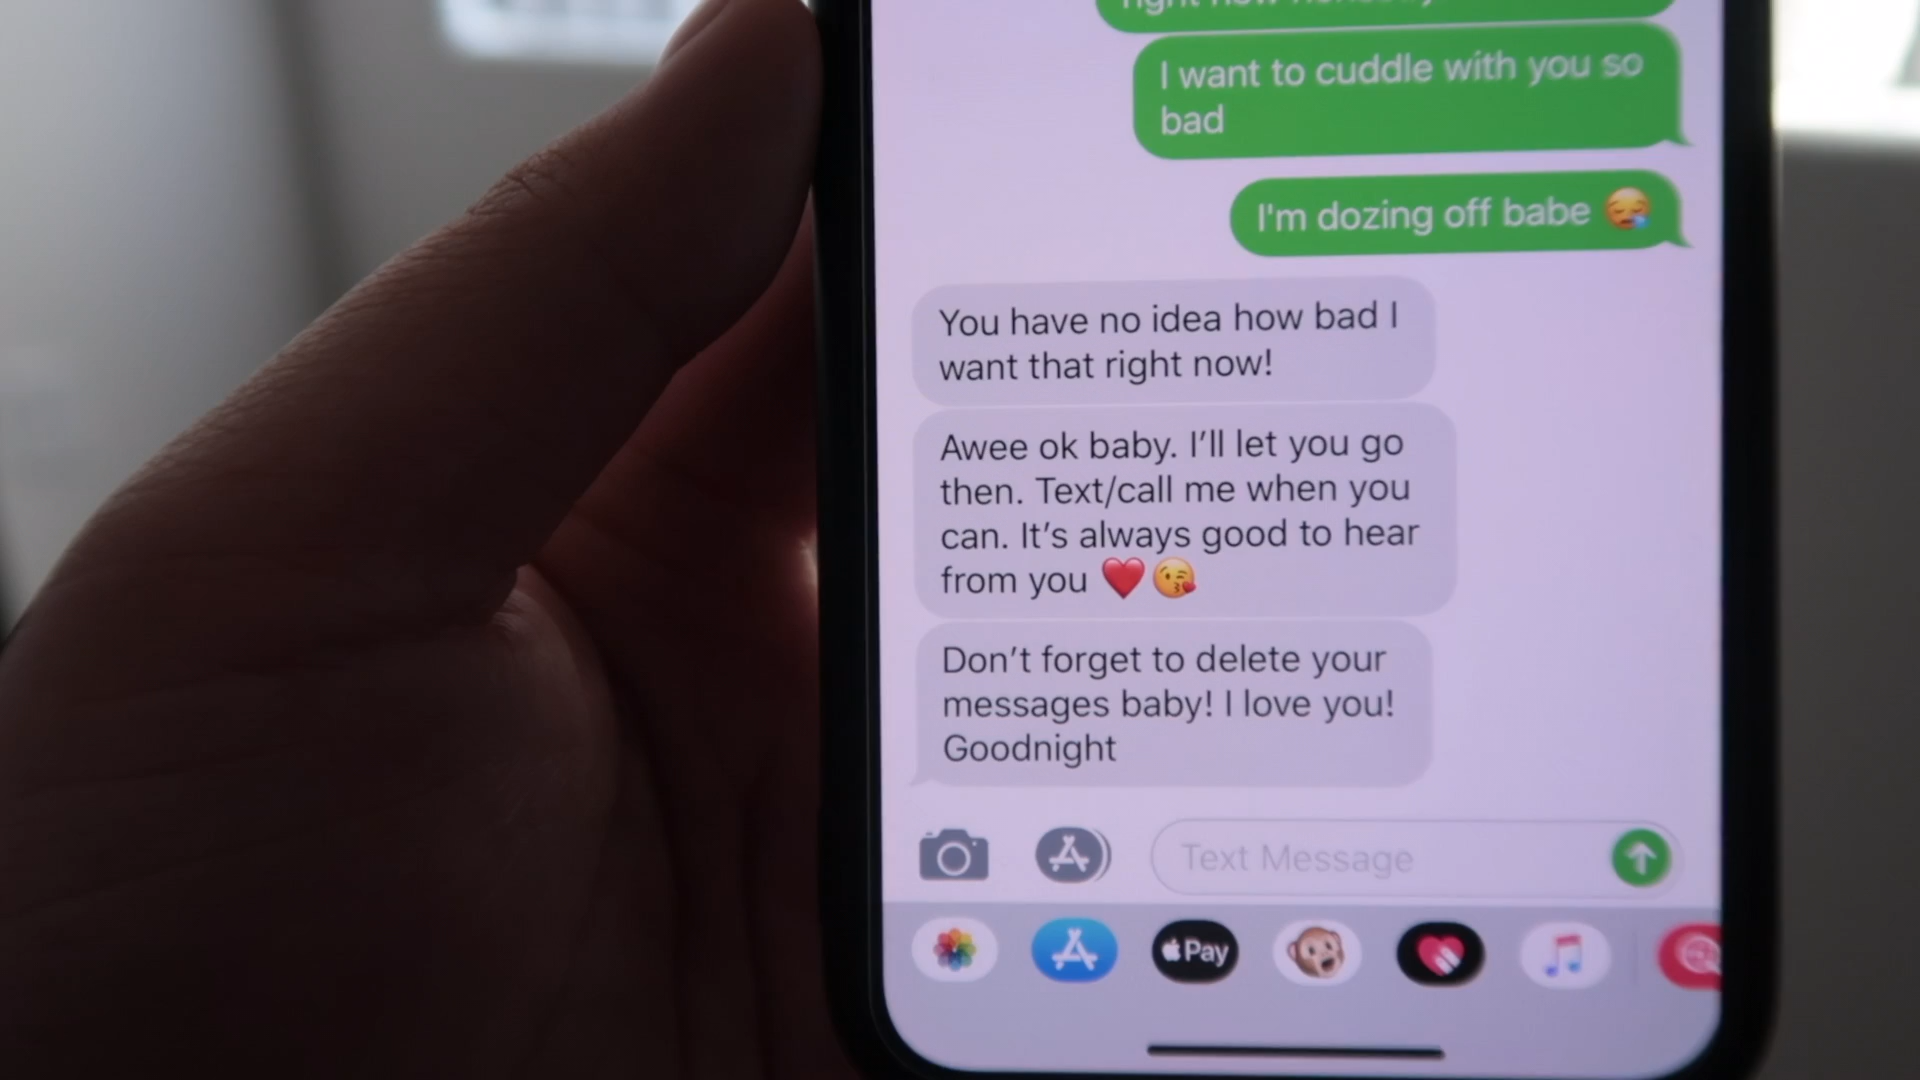 right now
I want to cuddle with you so
bad
I'm dozing off babe 😪
You have no idea how bad I
want that right now!
Awee ok baby. I’ll let you go
then. Text/call me when you
can. It’s always good to hear
from you ❤️😘
Don’t forget to delete your
messages baby! I love you!
Goodnight
Text Message
Pay